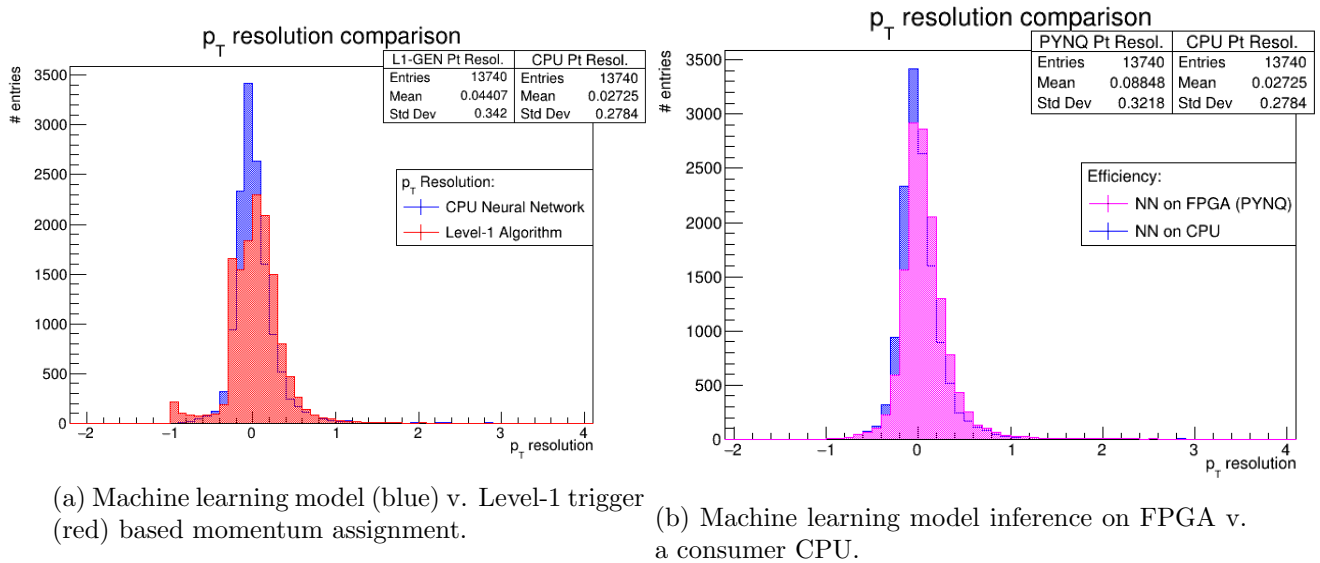 p_T resolution comparison
L1-GEN Pt Resol. CPU Pt Resol.
Entries 13740 Entries 13740
Mean 0.04407 Mean 0.02725
Std Dev 0.342 Std Dev 0.2784
# entries
3500
3000
2500
2000
1500
1000
500
0
p_T Resolution:
CPU Neural Network
Level-1 Algorithm
−2 −1 0 1 2 3 4
p_T resolution
(a) Machine learning model (blue) v. Level-1 trigger
(red) based momentum assignment.
p_T resolution comparison
PYNQ Pt Resol. CPU Pt Resol.
Entries 13740 Entries 13740
Mean 0.08848 Mean 0.02725
Std Dev 0.3218 Std Dev 0.2784
# entries
3500
3000
2500
2000
1500
1000
500
0
Efficiency:
NN on FPGA (PYNQ)
NN on CPU
−2 −1 0 1 2 3 4
p_T resolution
(b) Machine learning model inference on FPGA v.
a consumer CPU.